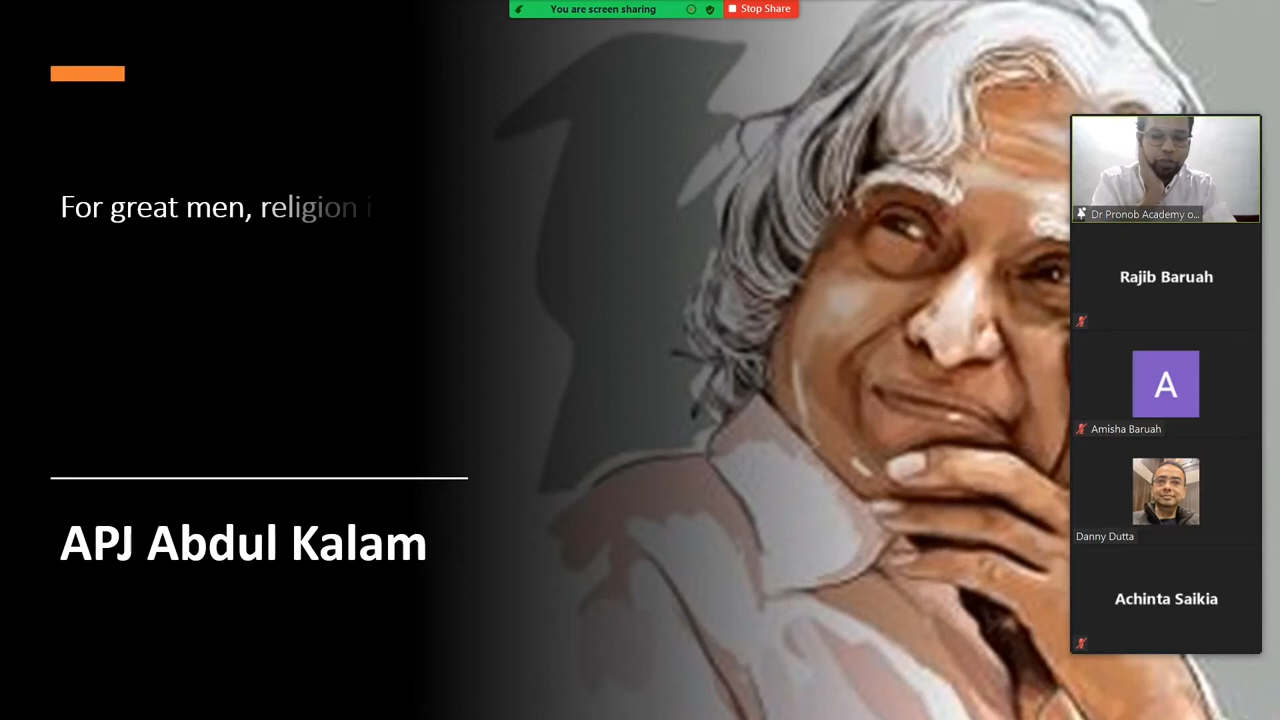 You are screen sharing
Stop Share
For great men, religion i
APJ Abdul Kalam
Dr Pronob Academy o...
Rajib Baruah
A
Amisha Baruah
Danny Dutta
Achinta Saikia